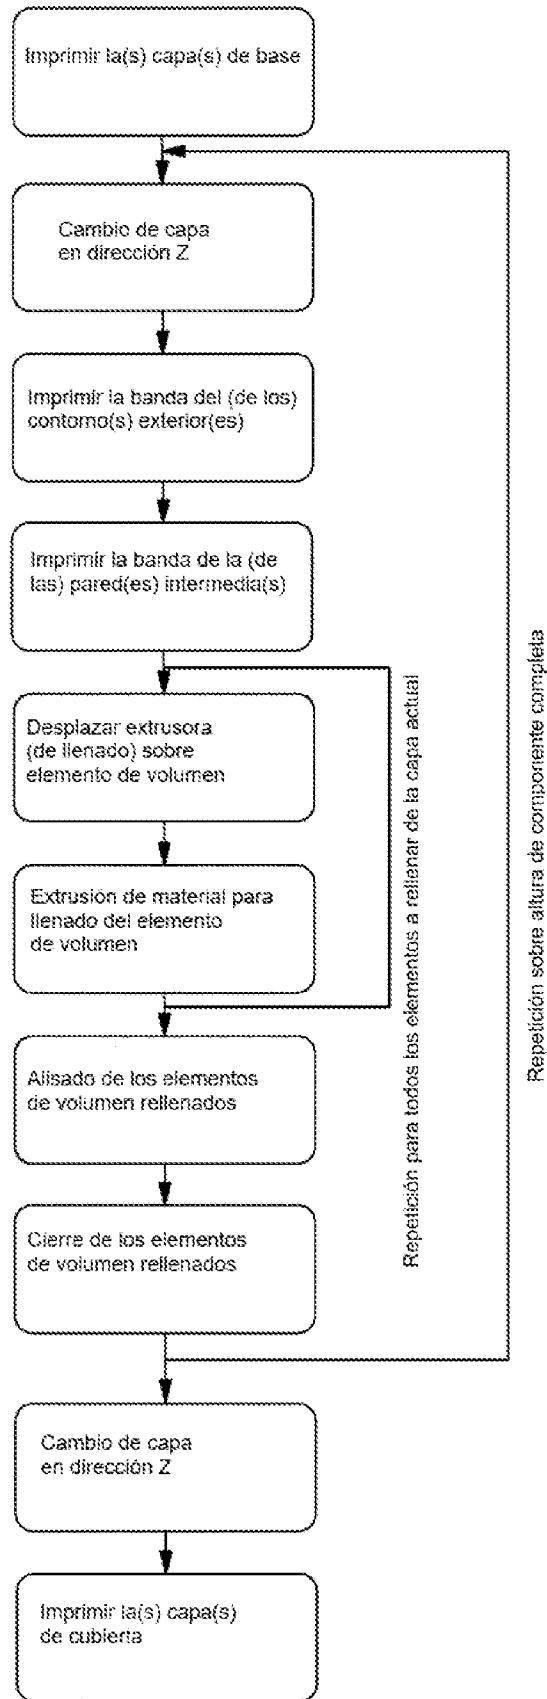 Imprimir la(s) capa(s) de base
Cambio de capa
en dirección Z
Imprimir la banda del (de los)
contorno(s) exterior(es)
Imprimir la banda de la (de
las) pared(es) intermedia(s)
Desplazar extrusora
(de llenado) sobre
elemento de volumen
Extrusión de material para
llenado del elemento
de volumen
Alisado de los elementos
de volumen rellenados
Cierre de los elementos
de volumen rellenados
Cambio de capa
en dirección Z
Imprimir la(s) capa(s)
de cubierta
Repetición para todos los elementos a rellenar de la capa actual
Repetición sobre altura de componente completa